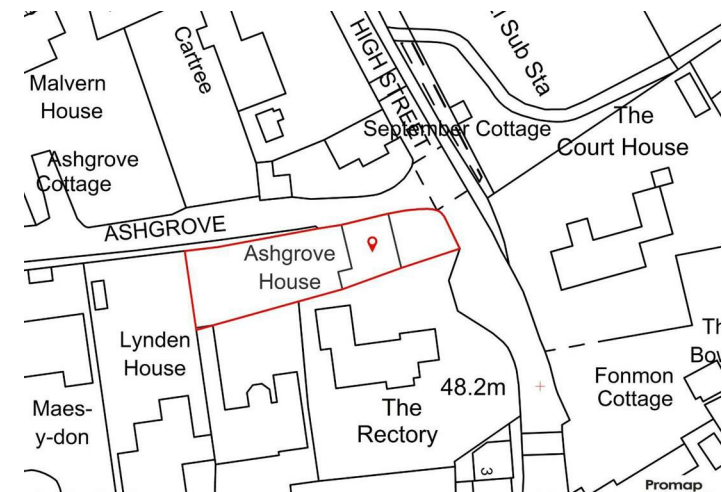 Malvern
House
Cartree
HIGH STREET
Sub Sta
September Cottage
The
Court House
Ashgrove
Cottage
ASHGROVE
Ashgrove
House
Lynden
House
Maes-
y-don
The
Rectory
48.2m
Fonmon
Cottage
3
Promap